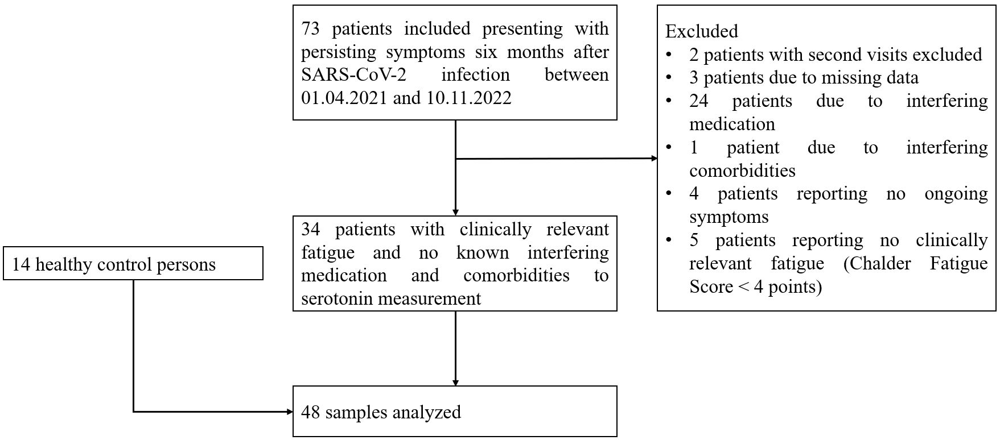 73 patients included presenting with
persisting symptoms six months after
SARS-CoV-2 infection between
01.04.2021 and 10.11.2022
Excluded
• 2 patients with second visits excluded
• 3 patients due to missing data
• 24 patients due to interfering
medication
• 1 patient due to interfering
comorbidities
• 4 patients reporting no ongoing
symptoms
• 5 patients reporting no clinically
relevant fatigue (Chalder Fatigue
Score < 4 points)
34 patients with clinically relevant
fatigue and no known interfering
medication and comorbidities to
serotonin measurement
14 healthy control persons
48 samples analyzed